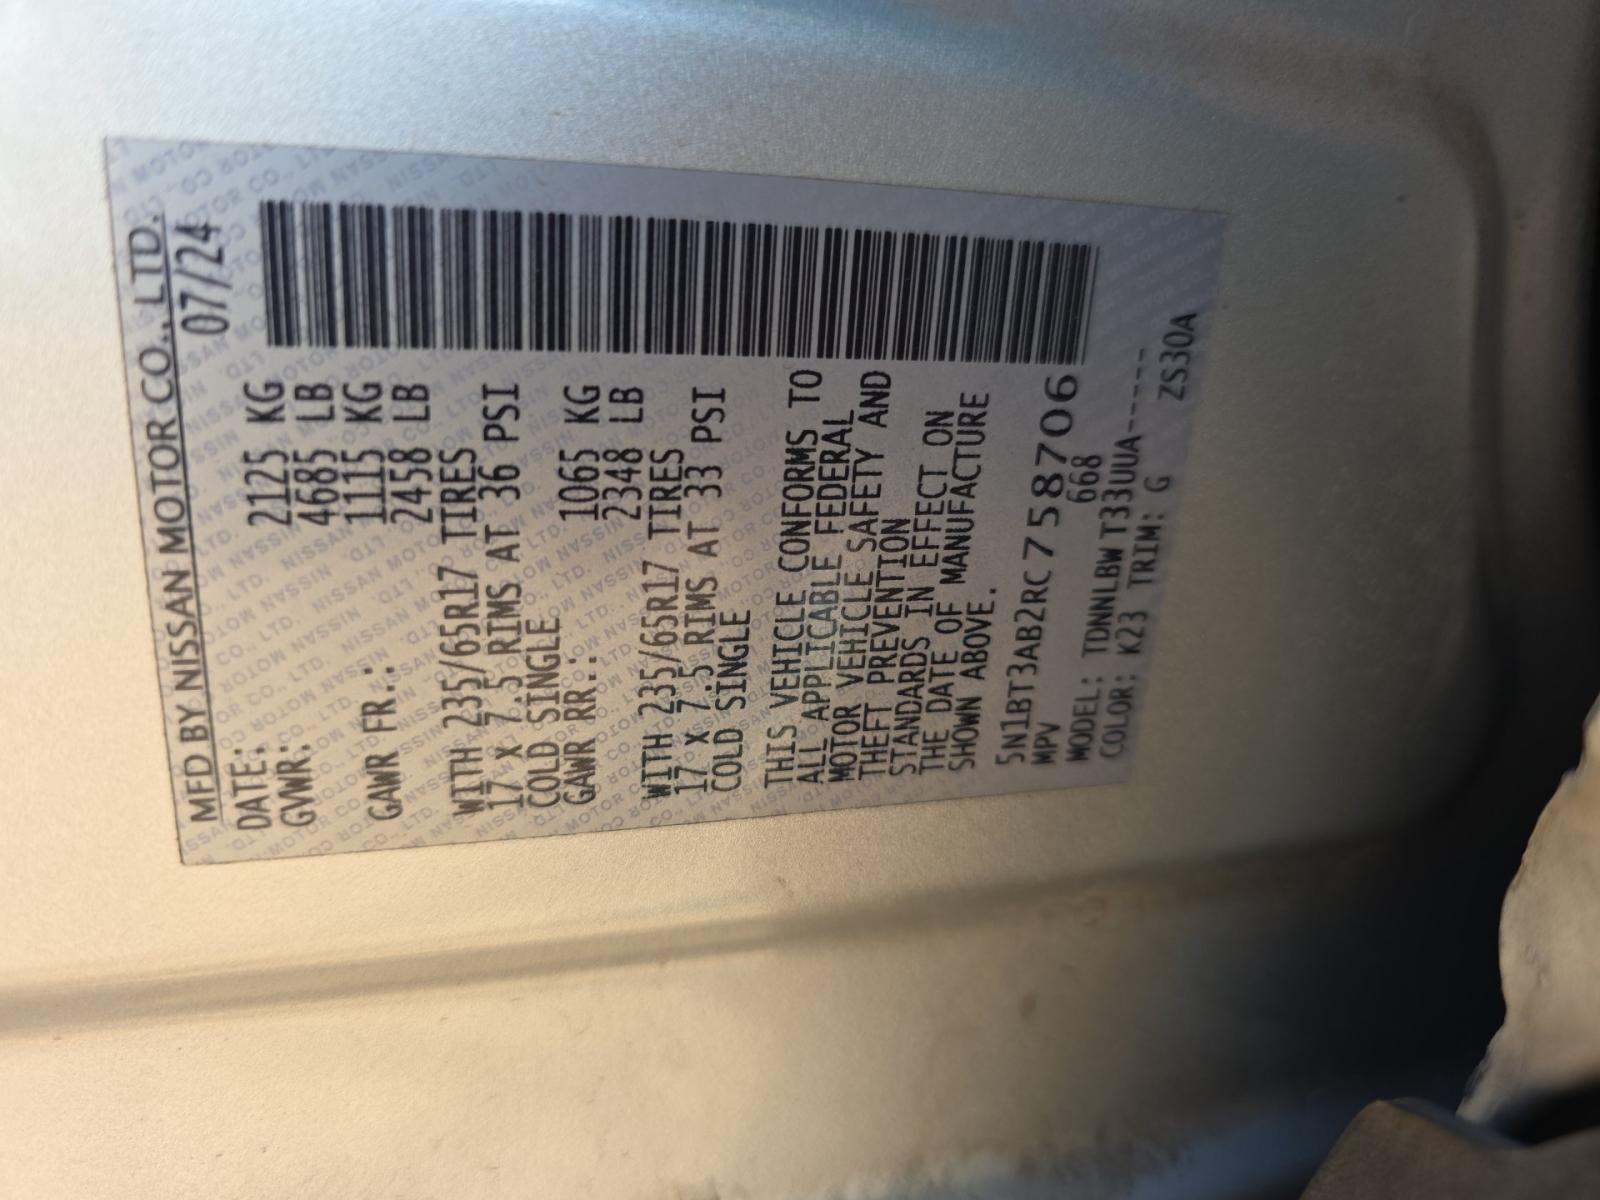 MFD BY NISSAN MOTOR CO., LTD.
DATE: 07/24
GVWR: 2125 KG
4685 LB
GAWR FR.: 1115 KG
2458 LB
WITH 235/65R17 TIRES
17 x 7.5 RIMS AT 36 PSI
COLD SINGLE
GAWR RR.: 1065 KG
2348 LB
WITH 235/65R17 TIRES
17 x 7.5 RIMS AT 33 PSI
COLD SINGLE
THIS VEHICLE CONFORMS TO
ALL APPLICABLE FEDERAL
MOTOR VEHICLE SAFETY AND
THEFT PREVENTION
STANDARDS IN EFFECT ON
THE DATE OF MANUFACTURE
SHOWN ABOVE.
5N1BT3AB2RC758706
MPV 668
MODEL: TDNNLBW T33UUA-----
COLOR: K23 TRIM: G ZS30A